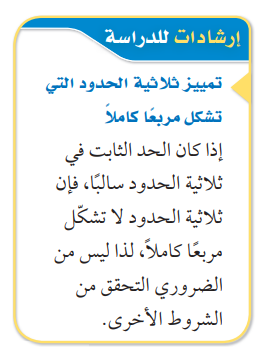 إرشادات للدراسة
تمييز ثلاثية الحدود التي
تشكل مربعًا كاملاً
إذا كان الحد الثابت في
ثلاثية الحدود سالبًا، فإن
ثلاثية الحدود لا تشكّل
مربعًا كاملاً، لذا ليس من
الضروري التحقق من
الشروط الأخرى.